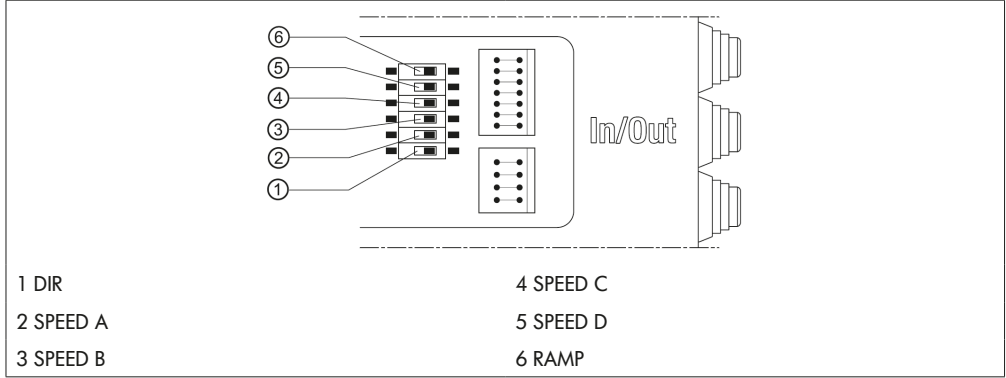 6
5
4
3
2
1
In/Out
1 DIR
2 SPEED A
3 SPEED B
4 SPEED C
5 SPEED D
6 RAMP